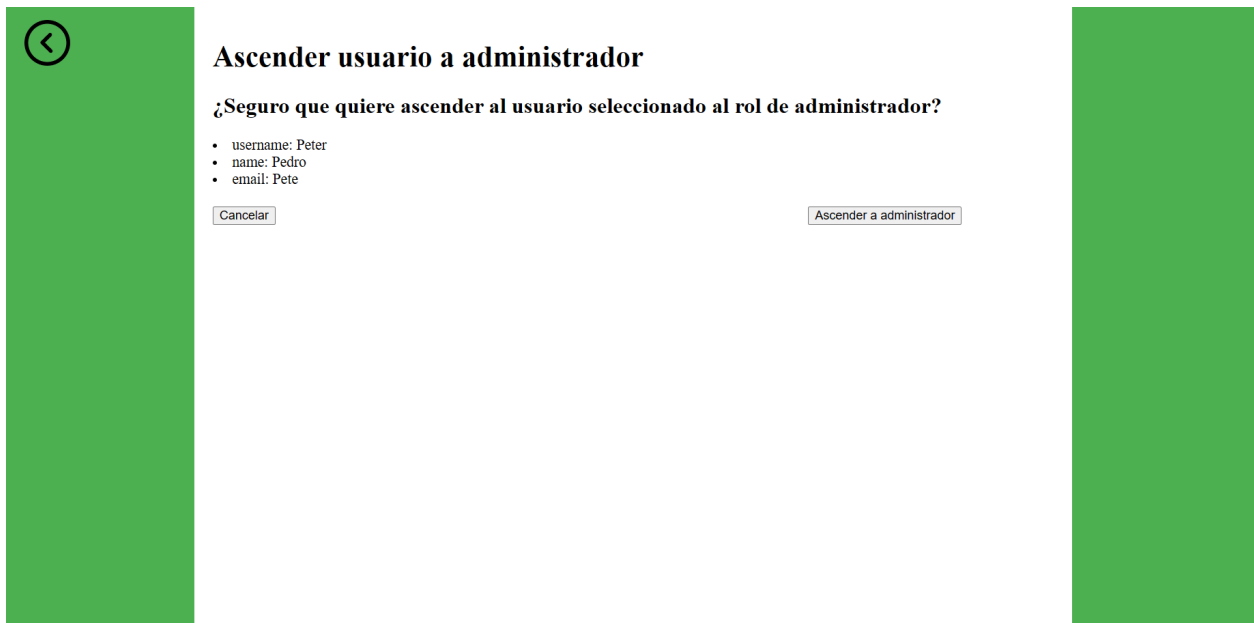 Ascender usuario a administrador
¿Seguro que quiere ascender al usuario seleccionado al rol de administrador?
username: Peter
name: Pedro
email: Pete
Cancelar
Ascender a administrador